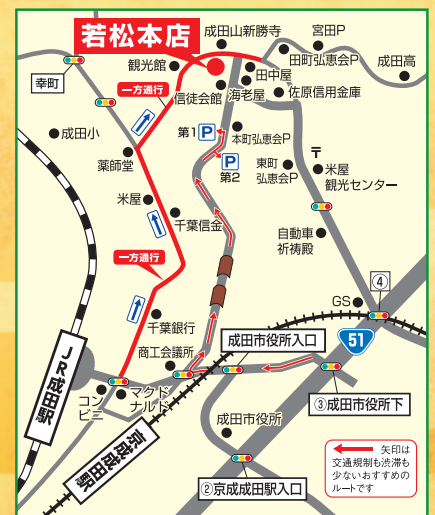 若松本店
成田山新勝寺
宮田P
田町弘恵会P
成田高
観光館
田中屋
幸町
一方通行
信徒会館
海老屋
佐原信用金庫
成田小
第1 P
本町弘恵会P
〒
薬師堂
P
第2
東町
弘恵会P
米屋
観光センター
米屋
千葉信金
自動車
祈祷殿
一方通行
GS
④
千葉銀行
51
商工会議所
成田市役所入口
JR成田駅
コン
ビニ
マクド
ナルド
③成田市役所下
成田市役所
京成成田駅
②京成成田駅入口
矢印は
交通規制も渋滞も
少ないおすすめの
ルートです